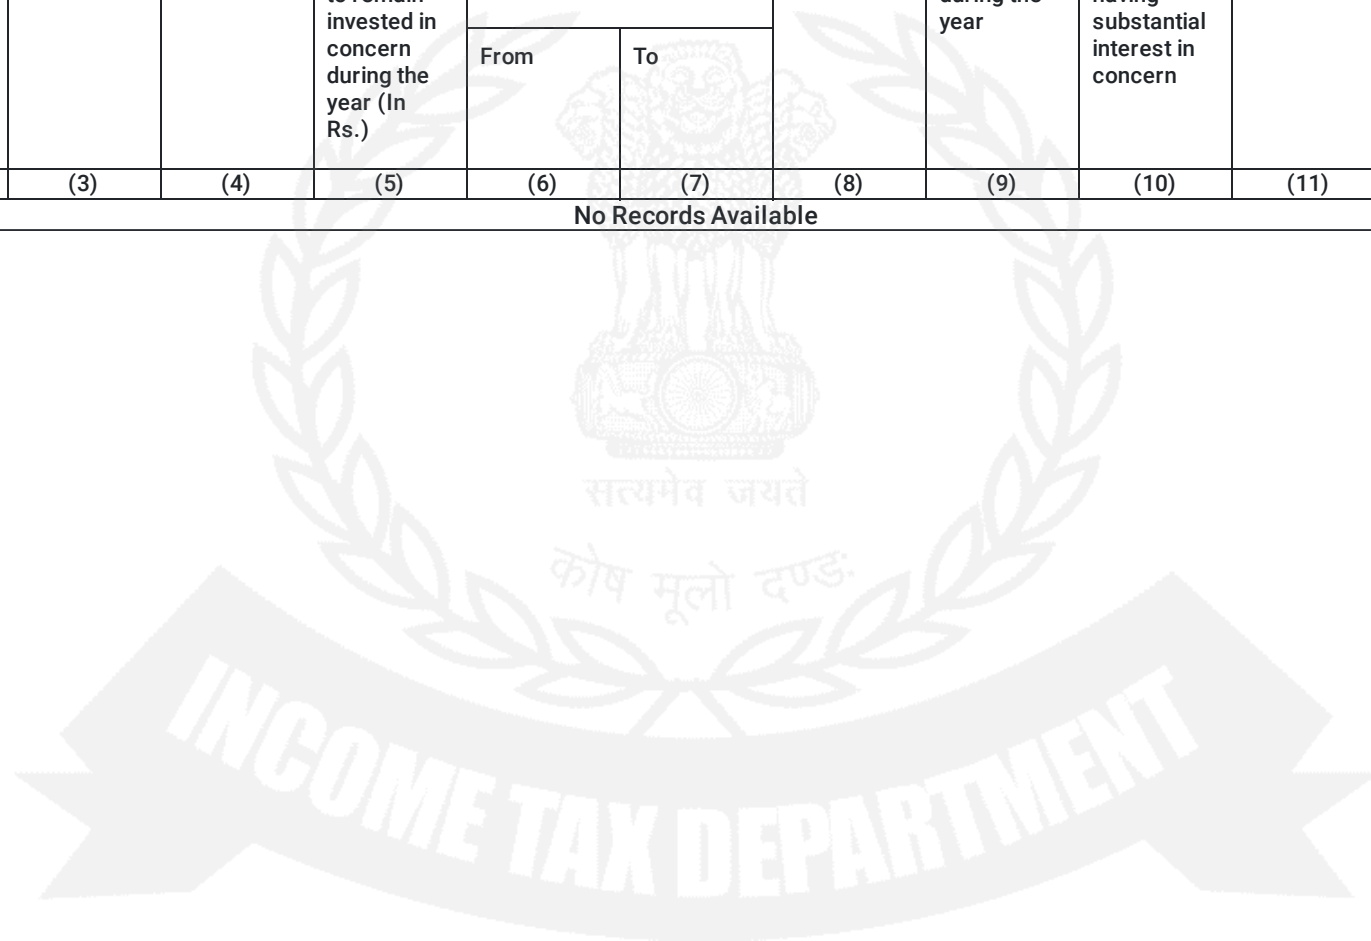 to remain
invested in
concern
during the
year (In
Rs.)
From
To
during the
year
having
substantial
interest in
concern
(3) (4) (5) (6) (7) (8) (9) (10) (11)
No Records Available
सत्यमेव जयते
कोष मूलो दण्डः
INCOME TAX DEPARTMENT